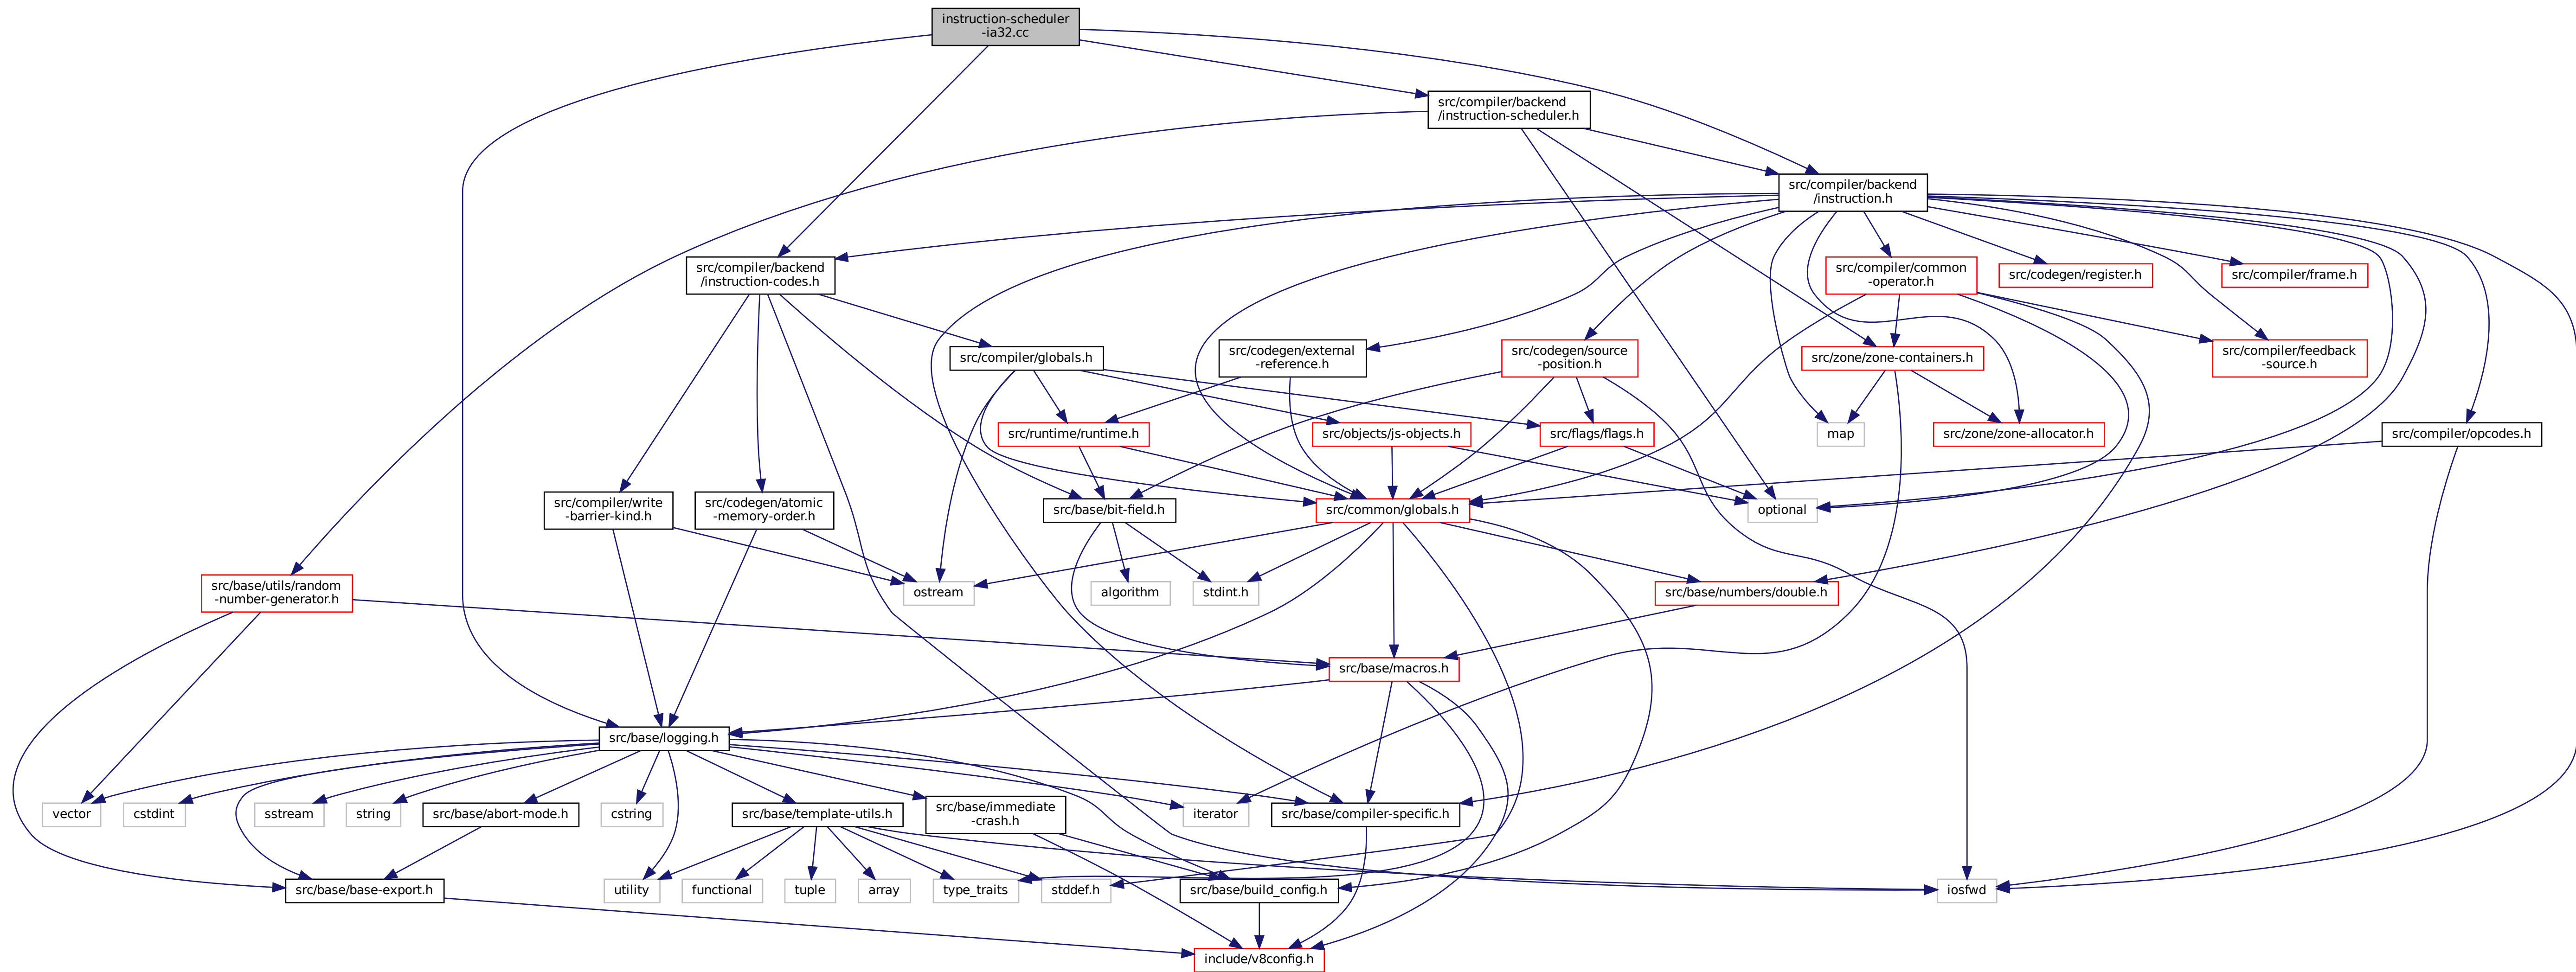 instruction-scheduler
-ia32.cc
src/compiler/backend
/instruction-scheduler.h
src/compiler/backend
/instruction.h
src/compiler/backend
/instruction-codes.h
src/compiler/common
-operator.h
src/codegen/register.h
src/compiler/frame.h
src/compiler/globals.h
src/codegen/external
-reference.h
src/codegen/source
-position.h
src/zone/zone-containers.h
src/compiler/feedback
-source.h
src/runtime/runtime.h
src/objects/js-objects.h
src/flags/flags.h
map
src/zone/zone-allocator.h
src/compiler/opcodes.h
src/compiler/write
-barrier-kind.h
src/codegen/atomic
-memory-order.h
src/base/bit-field.h
src/common/globals.h
optional
src/base/utils/random
-number-generator.h
ostream
algorithm
stdint.h
src/base/numbers/double.h
src/base/macros.h
src/base/logging.h
vector
cstdint
sstream
string
src/base/abort-mode.h
cstring
src/base/template-utils.h
src/base/immediate
-crash.h
iterator
src/base/compiler-specific.h
src/base/base-export.h
utility
functional
tuple
array
type_traits
stddef.h
src/base/build_config.h
iosfwd
include/v8config.h